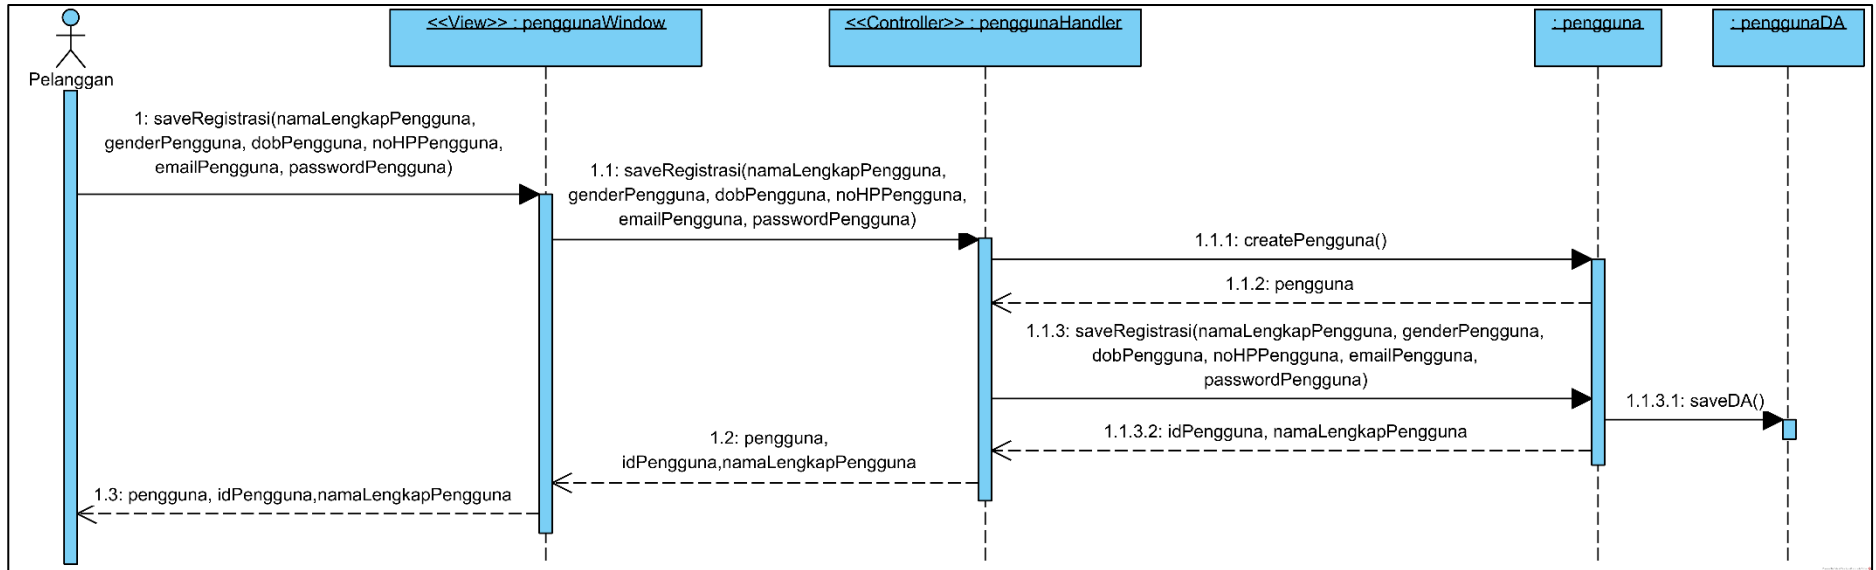 <<View>> : penggunaWindow
<<Controller>> : penggunaHandler
: pengguna
: penggunaDA
Pelanggan
1: saveRegistrasi(namaLengkapPengguna,
genderPengguna, dobPengguna, noHPPengguna,
emailPengguna, passwordPengguna)
1.1: saveRegistrasi(namaLengkapPengguna,
genderPengguna, dobPengguna, noHPPengguna,
emailPengguna, passwordPengguna)
1.1.1: createPengguna()
1.1.2: pengguna
1.1.3: saveRegistrasi(namaLengkapPengguna, genderPengguna,
dobPengguna, noHPPengguna, emailPengguna,
passwordPengguna)
1.1.3.1: saveDA()
1.1.3.2: idPengguna, namaLengkapPengguna
1.2: pengguna,
idPengguna,namaLengkapPengguna
1.3: pengguna, idPengguna,namaLengkapPengguna